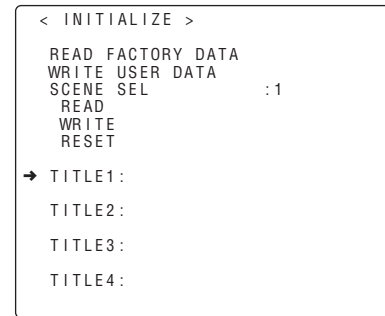 < INITIALIZE >
READ FACTORY DATA
WRITE USER DATA
SCENE SEL :1
READ
WRITE
RESET
➔ TITLE1:
TITLE2:
TITLE3:
TITLE4: